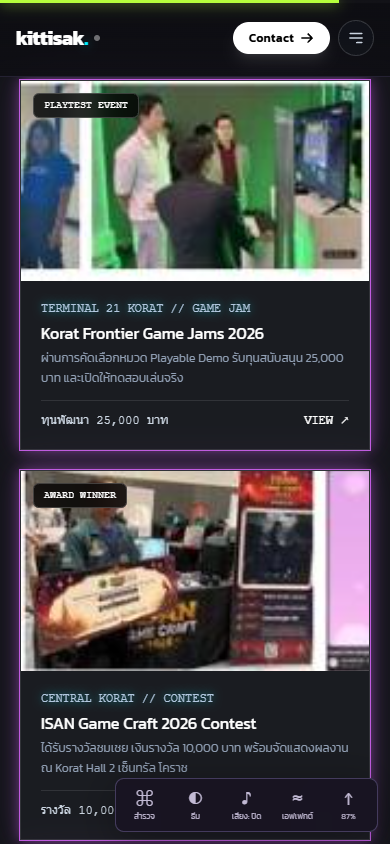 kittisak.
Contact →
PLAYTEST EVENT
TERMINAL 21 KORAT // GAME JAM
Korat Frontier Game Jams 2026
ผ่านการคัดเลือกหมวด Playable Demo รับทุนสนับสนุน 25,000
บาท และเปิดให้ทดสอบเล่นจริง
ทุนพัฒนา 25,000 บาท
VIEW ↗
AWARD WINNER
CENTRAL KORAT // CONTEST
ISAN Game Craft 2026 Contest
ได้รับรางวัลชมเชย เงินรางวัล 10,000 บาท พร้อมจัดแสดงผลงาน
ณ Korat Hall 2 เซ็นทรัล โคราช
รางวัล 10,00
สำรวจ
ธีม
เสียง: ปิด
เอฟเฟกต์
87%